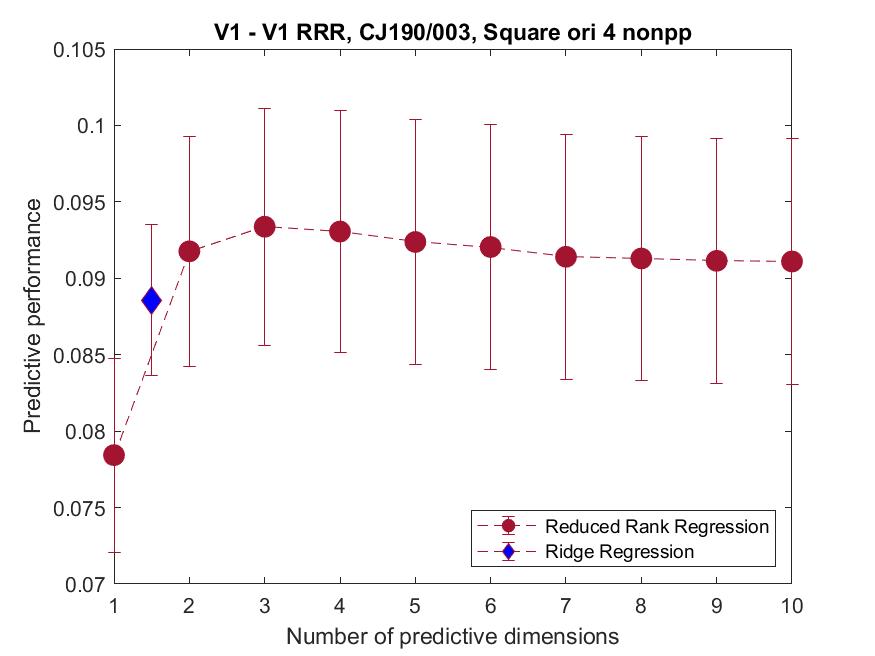 V1 - V1 RRR, CJ190/003, Square ori 4 nonpp
0.105
0.1
0.095
0.09
0.085
0.08
0.075
0.07
Predictive performance
1 2 3 4 5 6 7 8 9 10
Number of predictive dimensions
Reduced Rank Regression
Ridge Regression